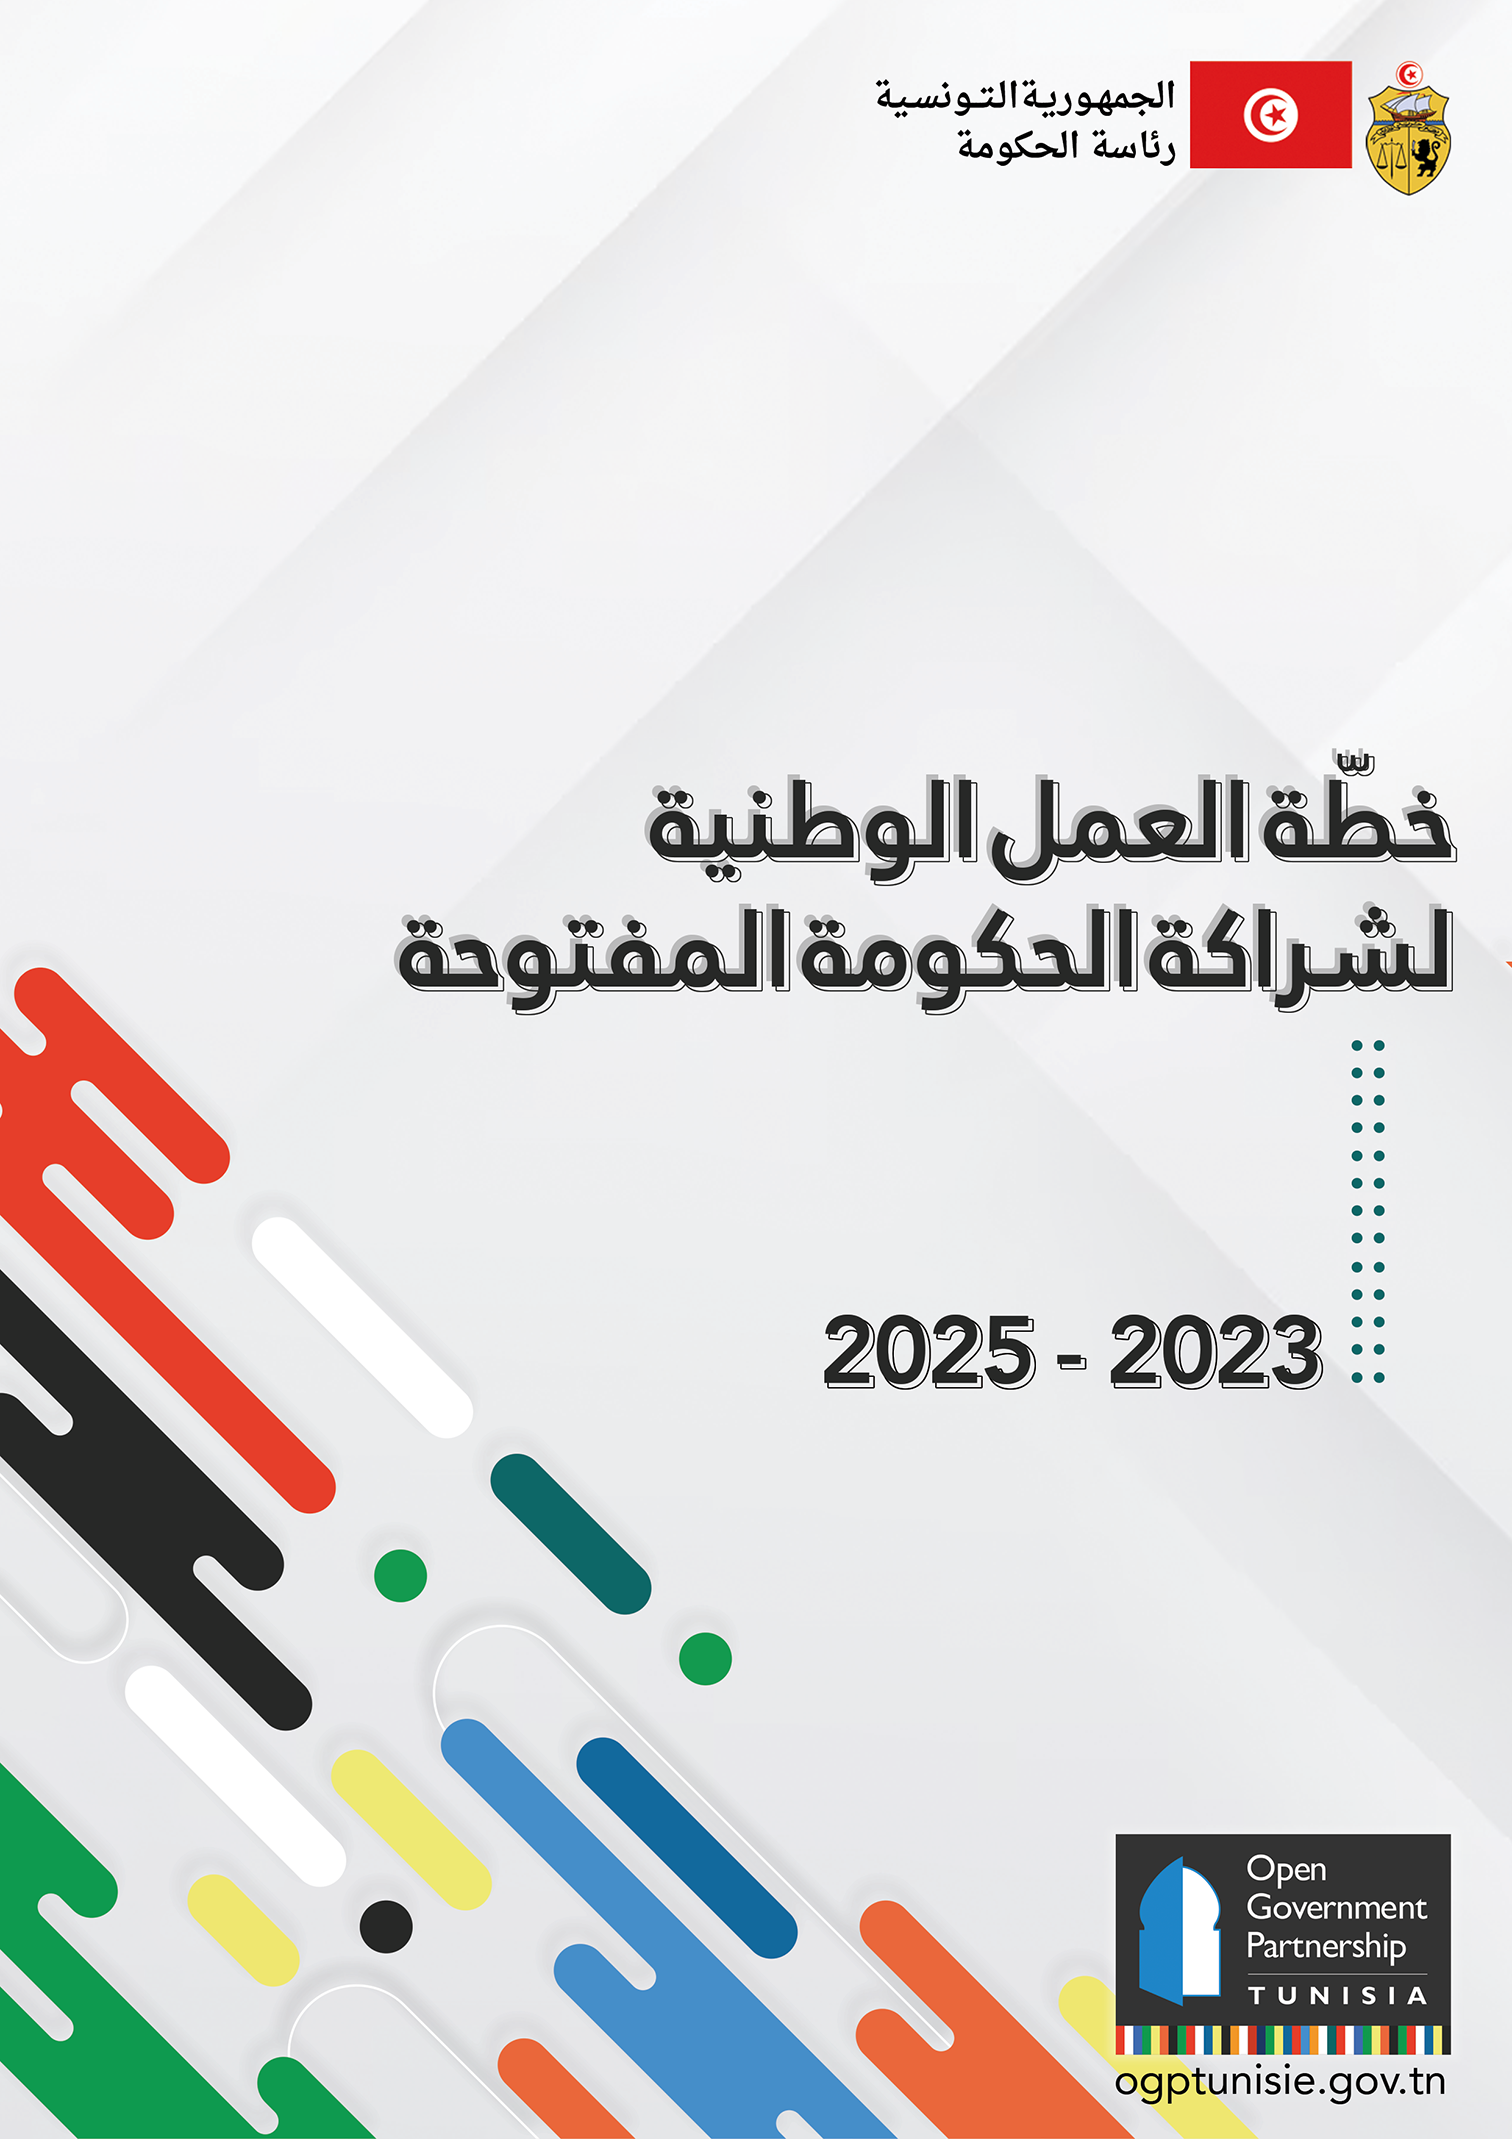 الجمهورية التونسية
رئاسة الحكومة
خطّة العمل الوطنية
لشراكة الحكومة المفتوحة
2025 - 2023
Open
Government
Partnership
TUNISIA
ogptunisie.gov.tn